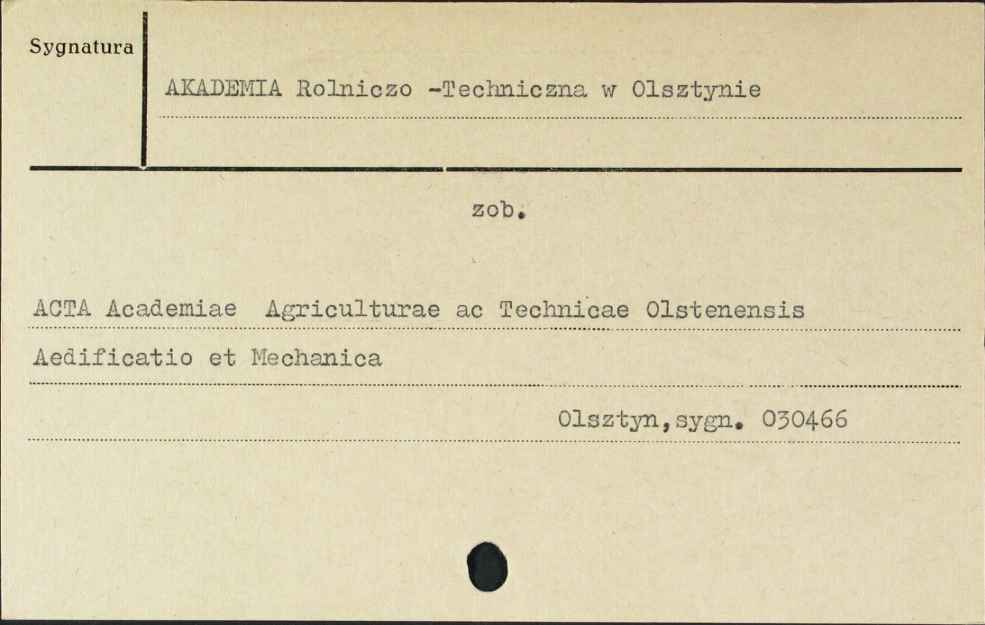 Sygnatura
AKADEMIA Rolniczo -Techniczna w Olsztynie
zob.
ACTA Academiae Agriculturae ac Technicae Olstenensis
Aedificatio et Mechanica
Olsztyn,sygn. 030466